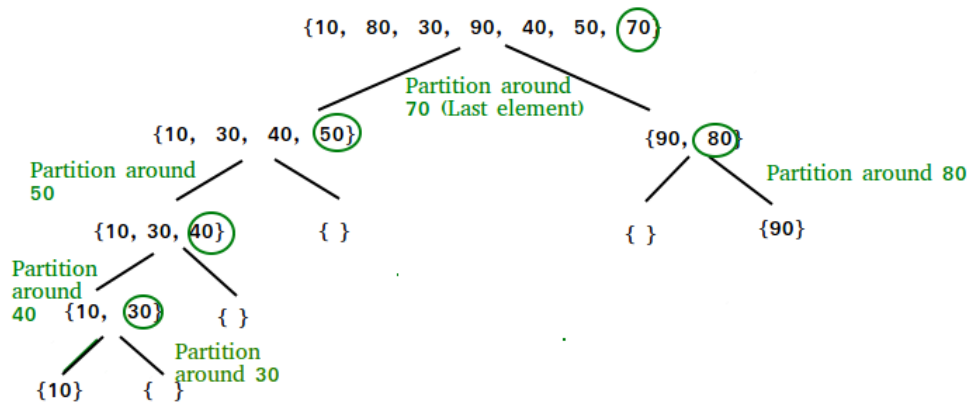 {10, 80, 30, 90, 40, 50, 70}
Partition around
70 (Last element)
{10, 30, 40, 50}
{90, 80}
Partition around
50
Partition around 80
{10, 30, 40}
{ }
{ }
{90}
Partition
around
40
{10, 30}
{ }
Partition
around 30
{10}
{ }